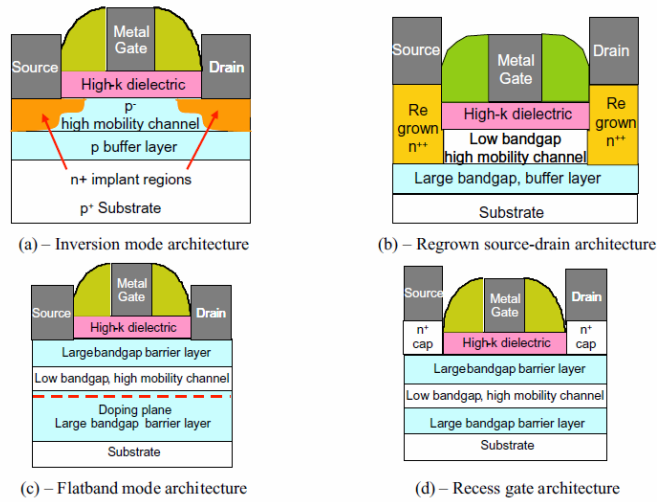 Metal
Gate
Source
Drain
High-k dielectric
p-
high mobility channel
p buffer layer
n+ implant regions
p+ Substrate
(a) – Inversion mode architecture
Source
Metal
Gate
Drain
Re
grown
n++
High-k dielectric
Low bandgap
high mobility channel
Re
grown
n++
Large bandgap, buffer layer
Substrate
(b) – Regrown source-drain architecture
Metal
Gate
Source
Drain
High-k dielectric
Large bandgap barrier layer
Low bandgap, high mobility channel
Doping plane
Large bandgap barrier layer
Substrate
(c) – Flatband mode architecture
Source
Metal
Gate
Drain
n+
cap
High-k dielectric
n+
cap
Large bandgap barrier layer
Low bandgap, high mobility channel
Large bandgap barrier layer
Substrate
(d) – Recess gate architecture